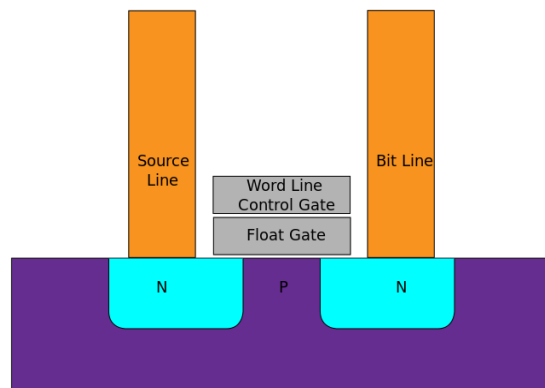 Source
Line
Word Line
Control Gate
Float Gate
Bit Line
N
P
N